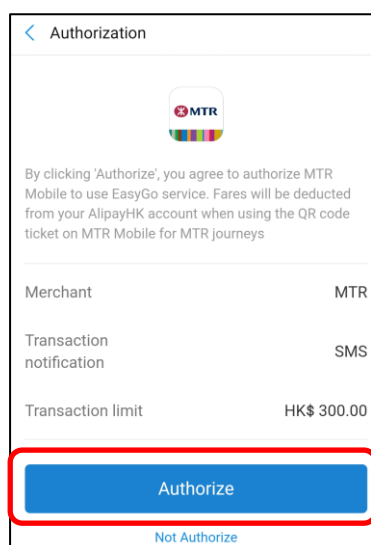 Authorization
MTR
By clicking 'Authorize', you agree to authorize MTR
Mobile to use EasyGo service. Fares will be deducted
from your AlipayHK account when using the QR code
ticket on MTR Mobile for MTR journeys
Merchant MTR
Transaction
notification SMS
Transaction limit HK$ 300.00
Authorize
Not Authorize